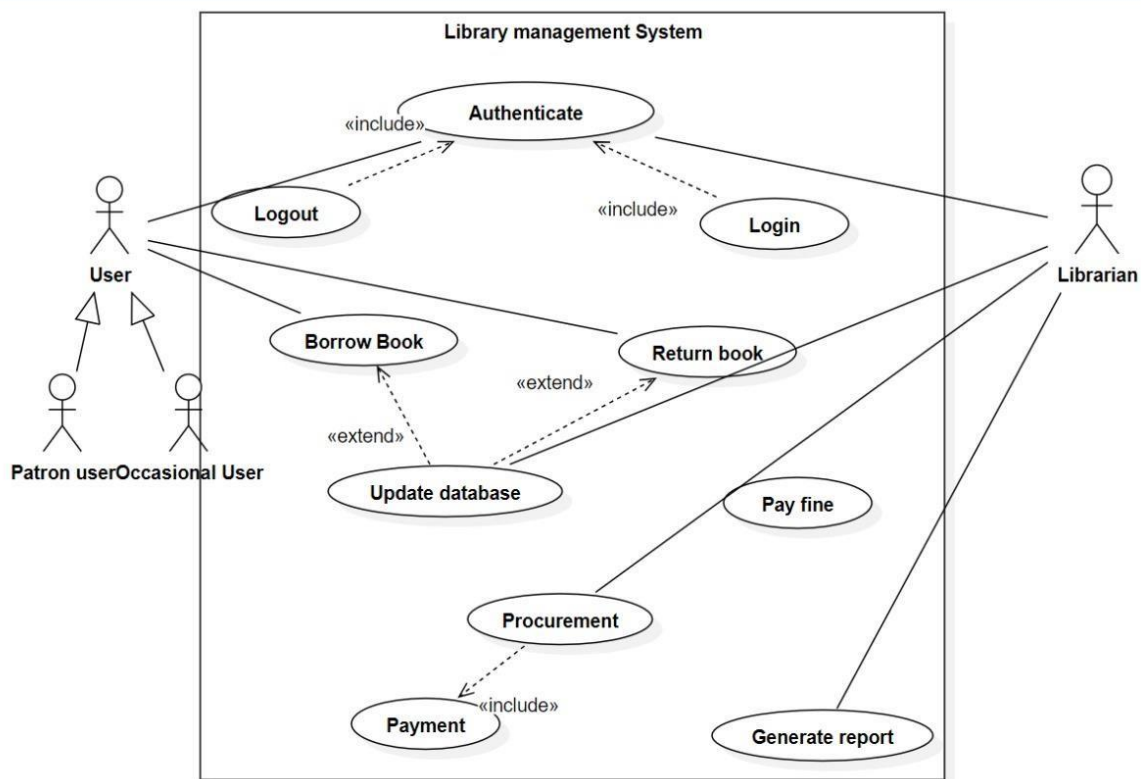 Library management System
Authenticate
«include»
Logout
«include»
Login
User
Librarian
Borrow Book
Return book
«extend»
«extend»
Patron user
Occasional User
Update database
Pay fine
Procurement
«include»
Payment
Generate report